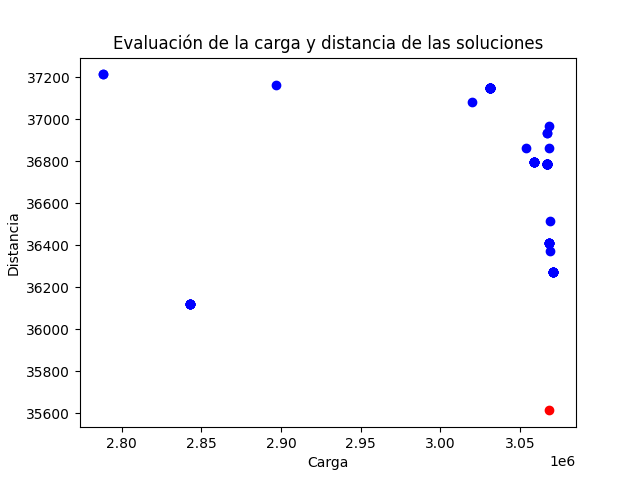 Evaluación de la carga y distancia de las soluciones
37200
37000
36800
36600
36400
36200
36000
35800
35600
Distancia
2.80 2.85 2.90 2.95 3.00 3.05
Carga
1e6